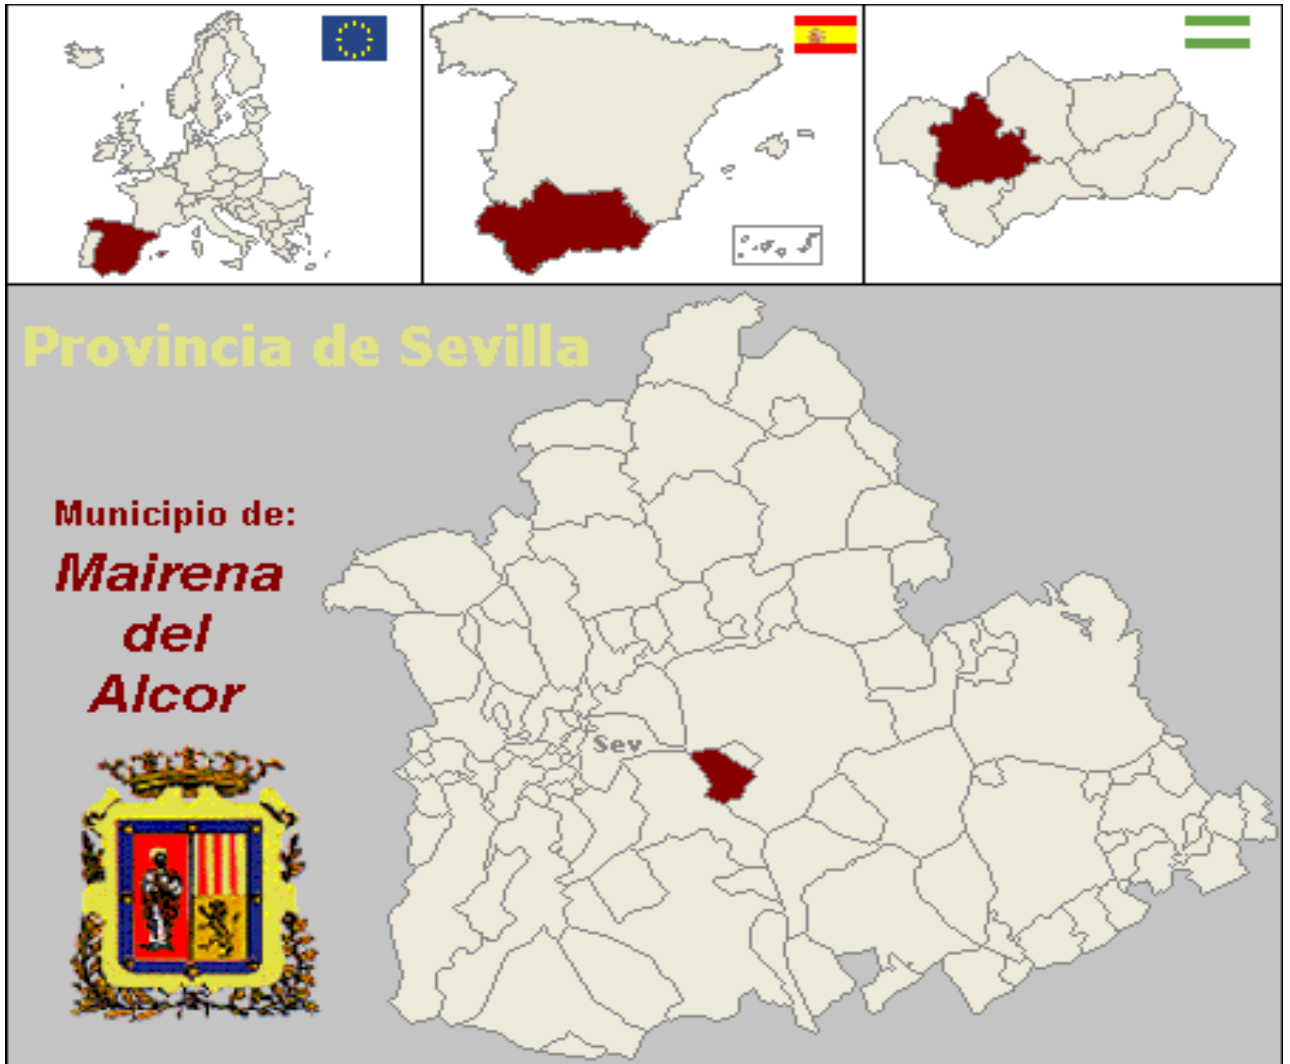 Provincia de Sevilla
Municipio de:
Mairena
del
Alcor
Sev